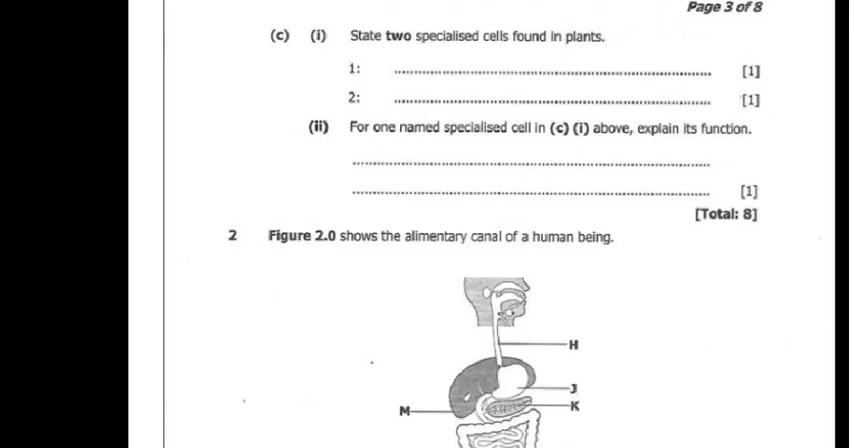 Page 3 of 8
(c) (i) State two specialised cells found in plants.
1: ........................................................................ [1]
2: ........................................................................ [1]
(ii) For one named specialised cell in (c) (i) above, explain its function.
........................................................................
........................................................................ [1]
[Total: 8]
2 Figure 2.0 shows the alimentary canal of a human being.
H
J
K
M